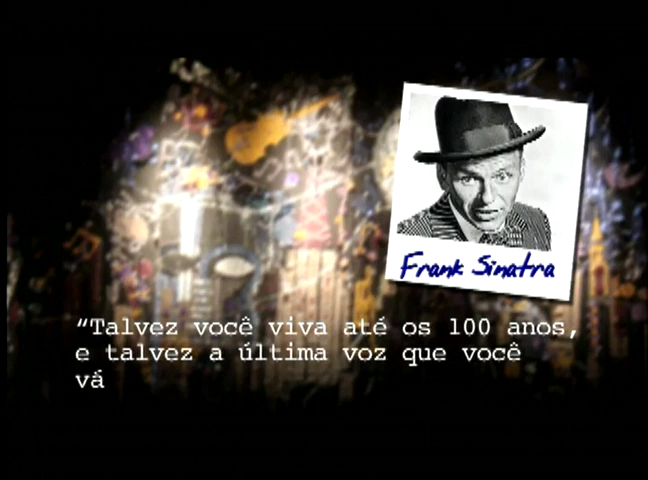 Frank Sinatra
“Talvez você viva até os 100 anos,
e talvez a última voz que você
vá